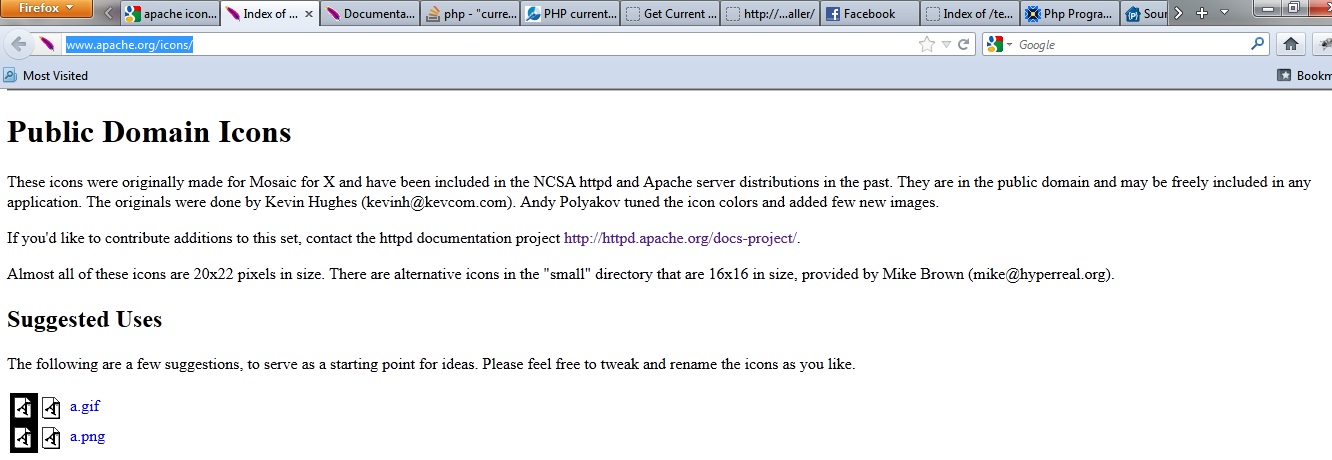 Firefox
apache icon...
Index of ...
Documenta...
php - "curre...
PHP current...
Get Current ...
http://...aller/
Facebook
Index of /te...
Php Progra...
Sour
www.apache.org/icons/
Google
Most Visited
Bookm
Public Domain Icons
These icons were originally made for Mosaic for X and have been included in the NCSA httpd and Apache server distributions in the past. They are in the public domain and may be freely included in any
application. The originals were done by Kevin Hughes (kevinh@kevcom.com). Andy Polyakov tuned the icon colors and added few new images.
If you'd like to contribute additions to this set, contact the httpd documentation project http://httpd.apache.org/docs-project/.
Almost all of these icons are 20x22 pixels in size. There are alternative icons in the "small" directory that are 16x16 in size, provided by Mike Brown (mike@hyperreal.org).
Suggested Uses
The following are a few suggestions, to serve as a starting point for ideas. Please feel free to tweak and rename the icons as you like.
a.gif
a.png